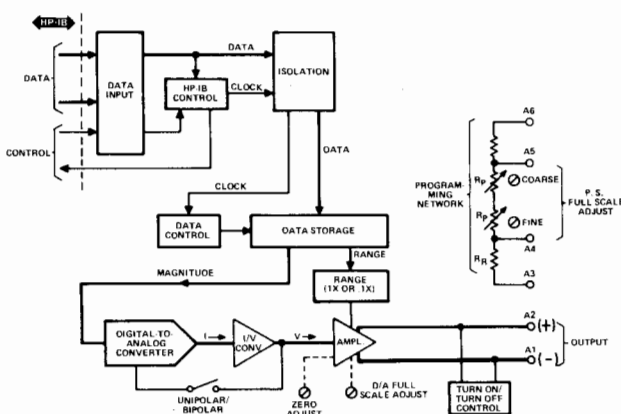 HP-IB
DATA
DATA
INPUT
DATA
HP-IB
CONTROL
CLOCK
ISOLATION
CONTROL
DATA
CLOCK
DATA
CONTROL
DATA STORAGE
MAGNITUDE
RANGE
RANGE
(1X OR .1X)
DIGITAL-TO-
ANALOG
CONVERTER
I
I/V
CONV.
V
AMPL.
UNIPOLAR/
BIPOLAR
ZERO
ADJUST
D/A FULL
SCALE ADJUST
TURN ON/
TURN OFF
CONTROL
A2
(+)
A1
(-)
OUTPUT
PROGRAM-
MING
NETWORK
A6
A5
RP
COARSE
RP
FINE
A4
RR
A3
P.S.
FULL SCALE
ADJUST